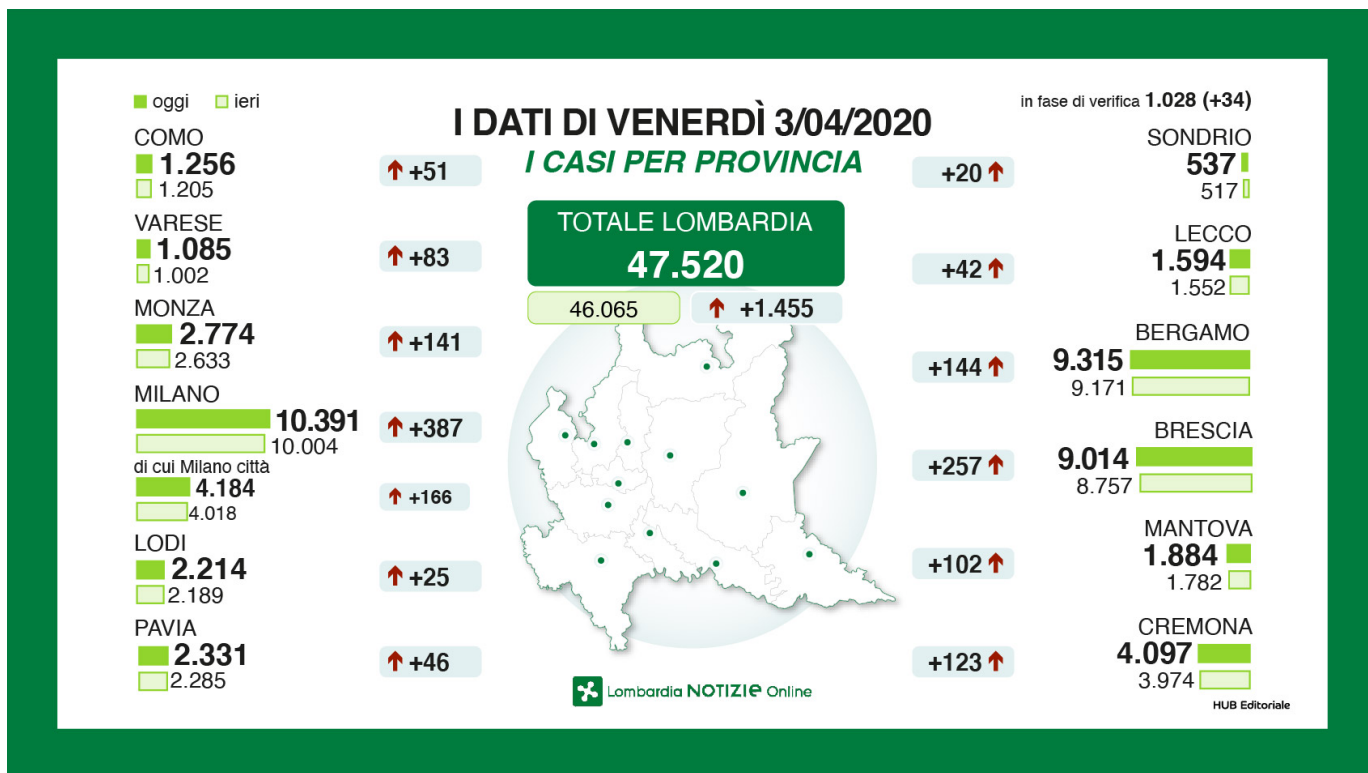 oggi ieri
I DATI DI VENERDÌ 3/04/2020
I CASI PER PROVINCIA
TOTALE LOMBARDIA
47.520
46.065 +1.455
COMO
1.256 +51
1.205
VARESE
1.085 +83
1.002
MONZA
2.774 +141
2.633
MILANO
10.391 +387
10.004
di cui Milano città
4.184 +166
4.018
LODI
2.214 +25
2.189
PAVIA
2.331 +46
2.285
in fase di verifica 1.028 (+34)
SONDRIO
+20 537
517
LECCO
+42 1.594
1.552
BERGAMO
+144 9.315
9.171
BRESCIA
+257 9.014
8.757
MANTOVA
+102 1.884
1.782
CREMONA
+123 4.097
3.974
Lombardia NOTIZIE Online
HUB Editoriale